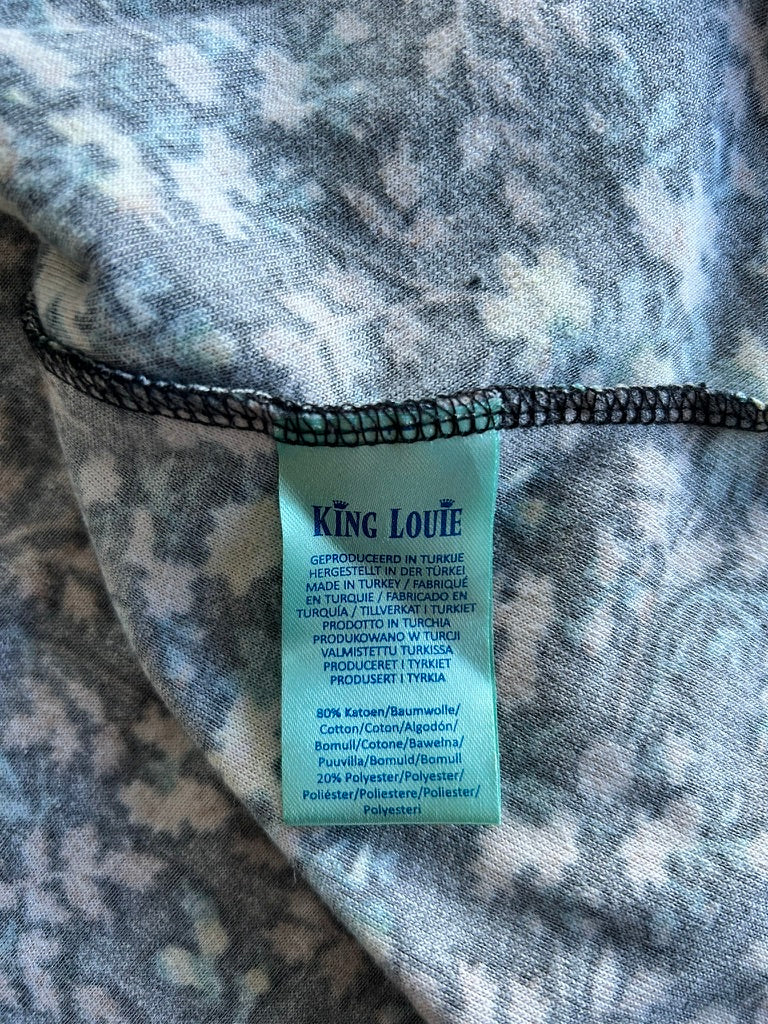 KING LOUIE
GEPRODUCEERD IN TURKIJE
HERGESTELLT IN DER TÜRKEI
MADE IN TURKEY / FABRIQUÉ
EN TURQUIE / FABRICADO EN
TURQUÍA / TILLVERKAT I TURKIET
PRODOTTO IN TURCHIA
PRODUKOWANO W TURCJI
VALMISTETTU TURKISSA
PRODUCERET I TYRKIET
PRODUSERT I TYRKIA
80% Katoen/Baumwolle/
Cotton/Coton/Algodón/
Bomull/Cotone/Bawełna/
Puuvilla/Bomuld/Bomull
20% Polyester/Polyester/
Poliéster/Poliestere/Poliester/
Polyesteri